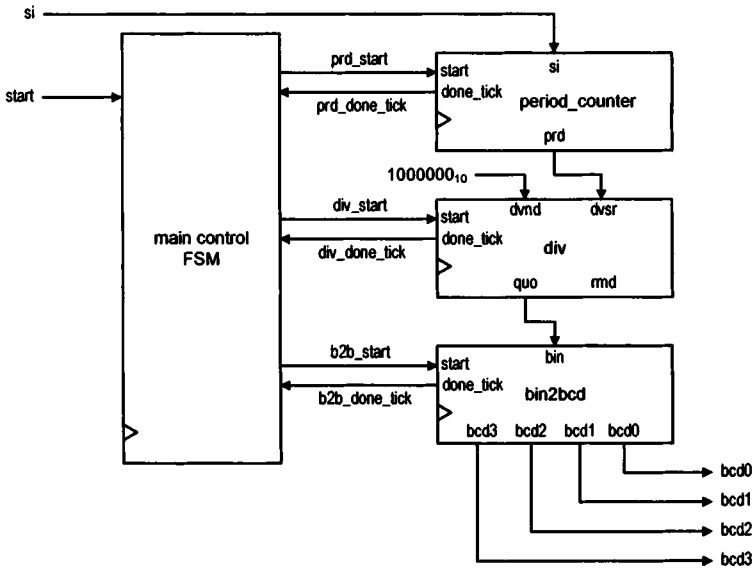 si
prd_start
start
si
start
done_tick
period_counter
prd_done_tick
prd
1000000₁₀
div_start
start
dvnd
dvsr
main control
FSM
div_done_tick
done_tick
div
quo
rmd
b2b_start
start
bin
b2b_done_tick
done_tick
bin2bcd
bcd3
bcd2
bcd1
bcd0
bcd0
bcd1
bcd2
bcd3